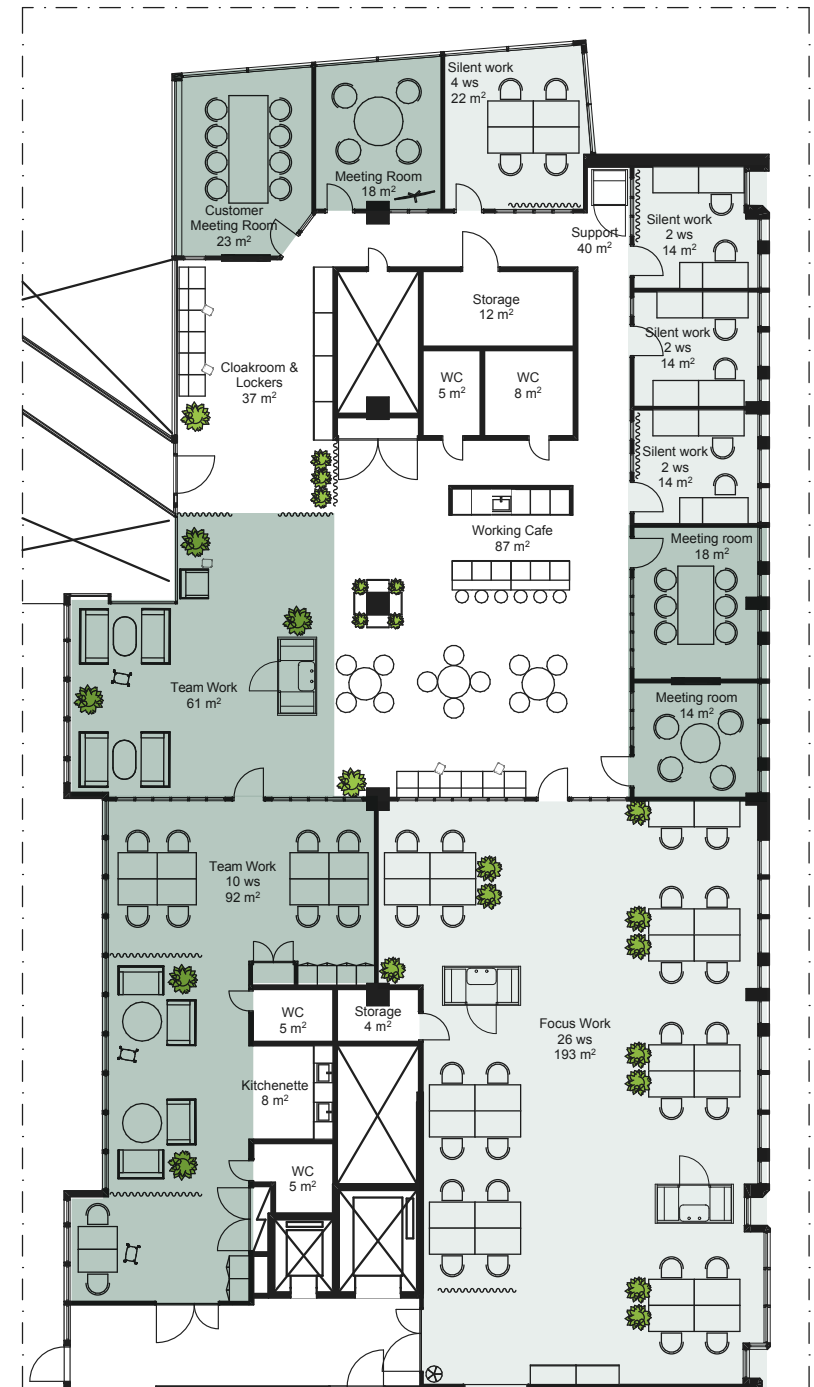 Silent work
4 ws
22 m²
Meeting Room
18 m²
Customer
Meeting Room
23 m²
Support
40 m²
Silent work
2 ws
14 m²
Storage
12 m²
Silent work
2 ws
14 m²
Cloakroom &
Lockers
37 m²
WC
5 m²
WC
8 m²
Silent work
2 ws
14 m²
Working Cafe
87 m²
Meeting room
18 m²
Team Work
61 m²
Meeting room
14 m²
Team Work
10 ws
92 m²
WC
5 m²
Storage
4 m²
Focus Work
26 ws
193 m²
Kitchenette
8 m²
WC
5 m²